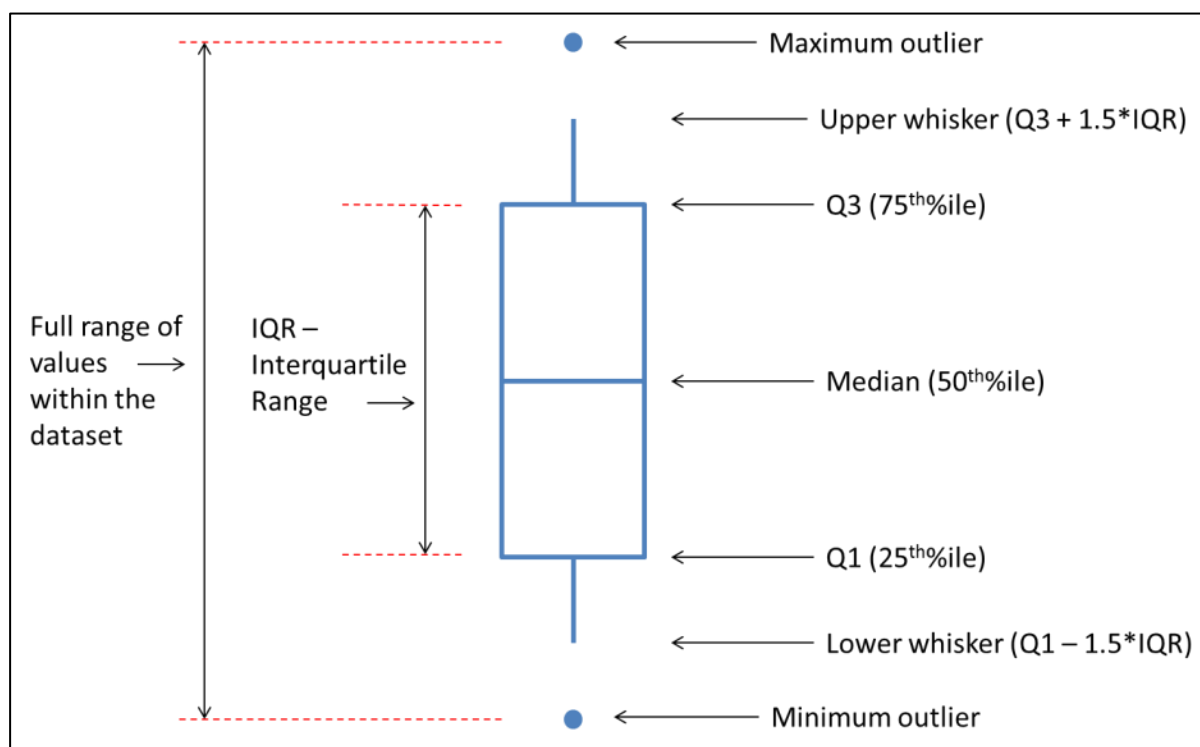 Maximum outlier
Upper whisker (Q3 + 1.5*IQR)
Q3 (75th%ile)
Full range of
values
within the
dataset
IQR –
Interquartile
Range
Median (50th%ile)
Q1 (25th%ile)
Lower whisker (Q1 – 1.5*IQR)
Minimum outlier